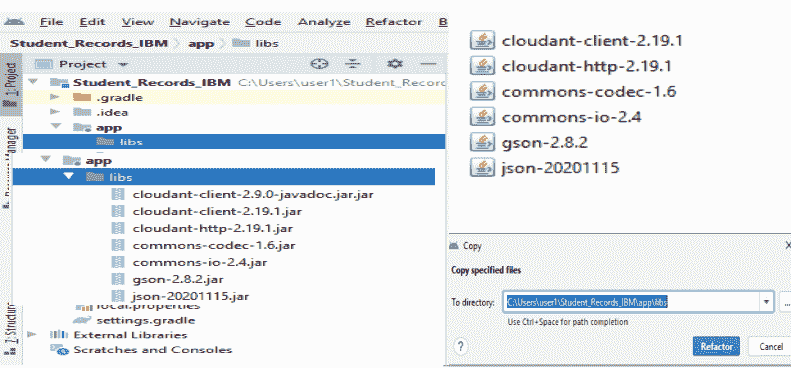 File Edit View Navigate Code Analyze Refactor B
Student_Records_IBM app libs
Project
Student_Records_IBM C:\Users\user1\Student_Recor
.gradle
.idea
app
libs
app
libs
cloudant-client-2.9.0-javadoc.jar.jar
cloudant-client-2.19.1.jar
cloudant-http-2.19.1.jar
commons-codec-1.6.jar
commons-io-2.4.jar
gson-2.8.2.jar
json-20201115.jar
local.properties
settings.gradle
External Libraries
Scratches and Consoles
1: Project
Manager
7: Structure
cloudant-client-2.19.1
cloudant-http-2.19.1
commons-codec-1.6
commons-io-2.4
gson-2.8.2
json-20201115
Copy X
Copy specified files
To directory: C:\Users\user1\Student_Records_IBM\app\libs ...
Use Ctrl+Space for path completion
? Refactor Cancel